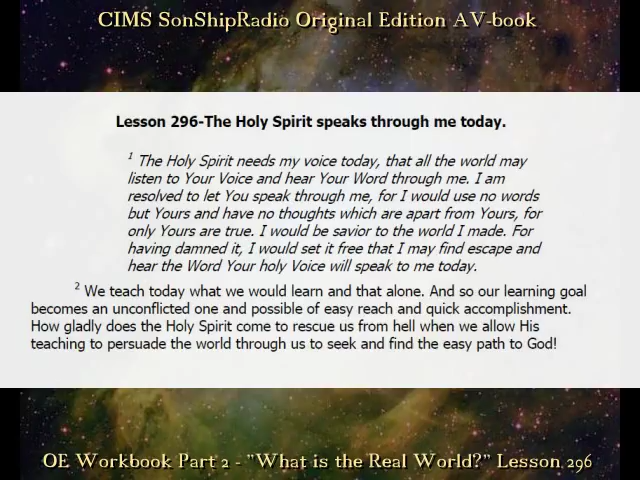 CIMS SonShipRadio Original Edition AV-book
Lesson 296-The Holy Spirit speaks through me today.
1 The Holy Spirit needs my voice today, that all the world may
listen to Your Voice and hear Your Word through me. I am
resolved to let You speak through me, for I would use no words
but Yours and have no thoughts which are apart from Yours, for
only Yours are true. I would be savior to the world I made. For
having damned it, I would set it free that I may find escape and
hear the Word Your holy Voice will speak to me today.
2 We teach today what we would learn and that alone. And so our learning goal
becomes an unconflicted one and possible of easy reach and quick accomplishment.
How gladly does the Holy Spirit come to rescue us from hell when we allow His
teaching to persuade the world through us to seek and find the easy path to God!
OE Workbook Part 2 - "What is the Real World?" Lesson 296